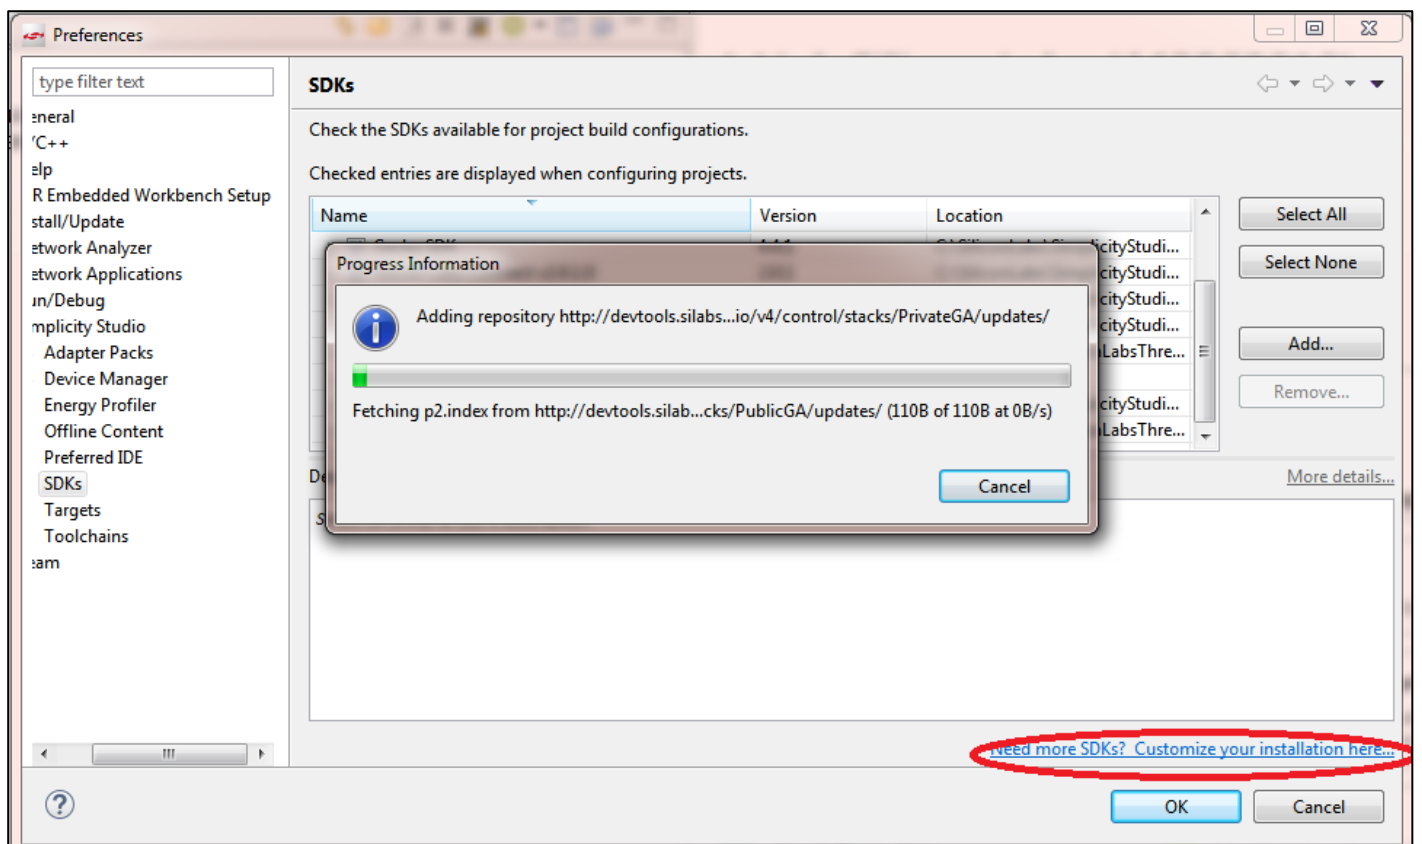 Preferences
type filter text
eneral
/C++
elp
R Embedded Workbench Setup
stall/Update
etwork Analyzer
etwork Applications
un/Debug
mplicity Studio
Adapter Packs
Device Manager
Energy Profiler
Offline Content
Preferred IDE
SDKs
Targets
Toolchains
eam
SDKs
Check the SDKs available for project build configurations.
Checked entries are displayed when configuring projects.
Name Version Location
icityStudi...
cityStudi...
cityStudi...
cityStudi...
LabsThre...
cityStudi...
LabsThre...
Select All
Select None
Add...
Remove...
Progress Information
Adding repository http://devtools.silabs...io/v4/control/stacks/PrivateGA/updates/
Fetching p2.index from http://devtools.silab...cks/PublicGA/updates/ (110B of 110B at 0B/s)
Cancel
De
More details...
Need more SDKs? Customize your installation here...
OK
Cancel